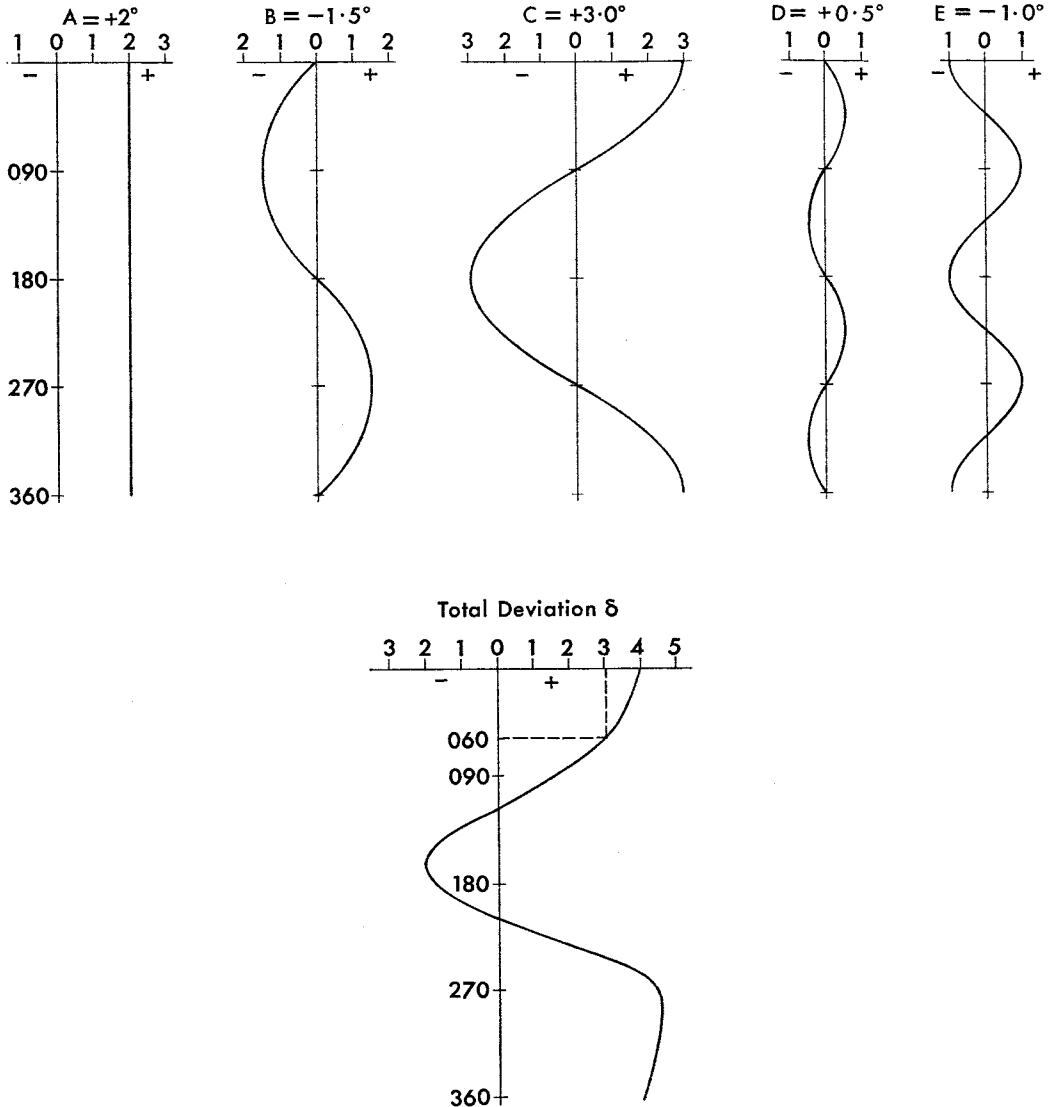 A = +2°
B = −1·5°
C = +3·0°
D = +0·5°
E = −1·0°
1 0 1 2 3
2 1 0 1 2
3 2 1 0 1 2 3
1 0 1
1 0 1
− +
− +
− +
− +
− +
090
180
270
360
Total Deviation δ
3 2 1 0 1 2 3 4 5
− +
060
090
180
270
360